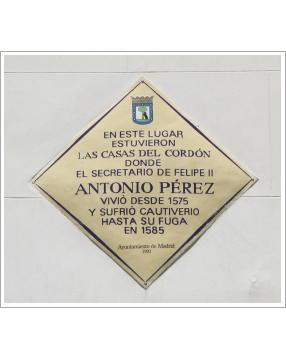 EN ESTE LUGAR
ESTUVIERON
LAS CASAS DEL CORDÓN
DONDE
EL SECRETARIO DE FELIPE II
ANTONIO PÉREZ
VIVIÓ DESDE 1575
Y SUFRIÓ CAUTIVERIO
HASTA SU FUGA
EN 1585
Ayuntamiento de Madrid
1991